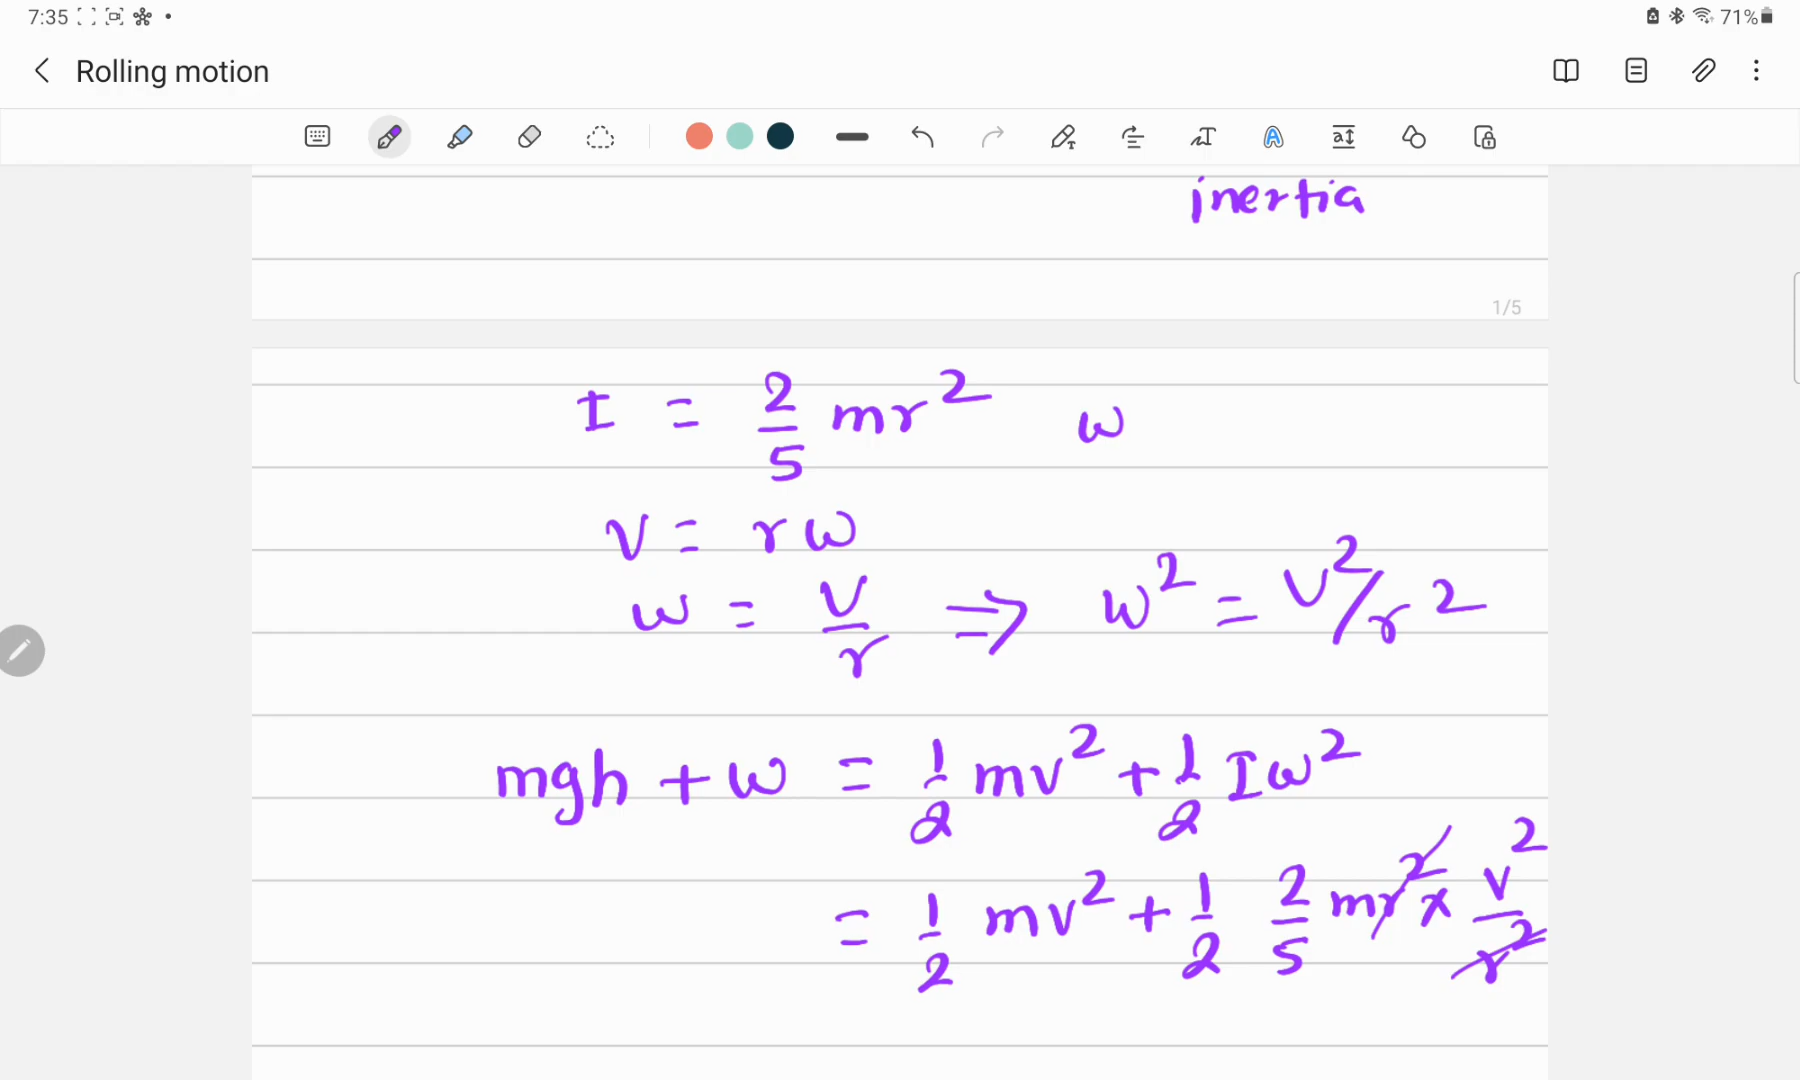 7:35 71%
Rolling motion
inertia
1/5
I = 2/5 mr² ω
V = rω
ω = V/r ⇒ ω² = V²/r²
mgh + ω = 1/2 mv² + 1/2 Iω²
= 1/2 mv² + 1/2 2/5 mr² x v²/r²